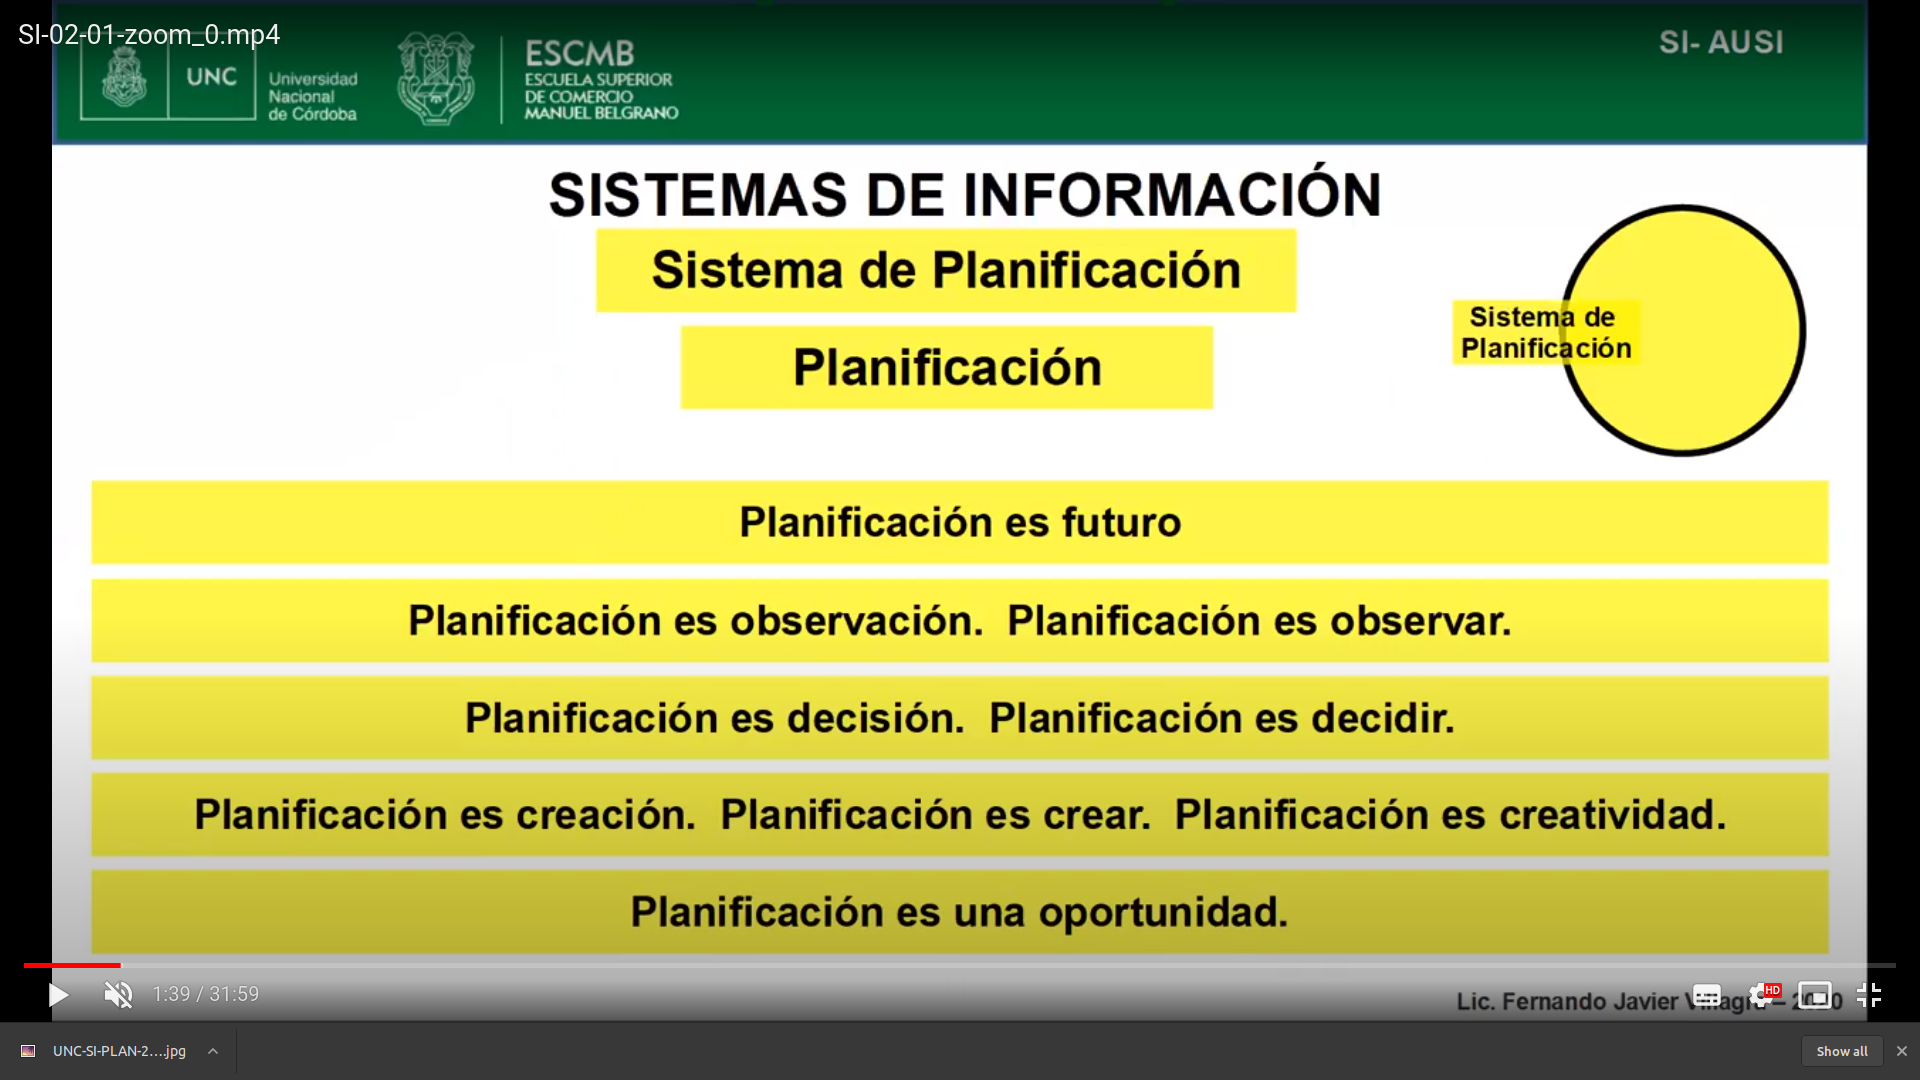 SI-02-01-zoom_0.mp4
UNC
Universidad
Nacional
de Córdoba
ESCMB
ESCUELA SUPERIOR
DE COMERCIO
MANUEL BELGRANO
SI- AUSI
SISTEMAS DE INFORMACIÓN
Sistema de Planificación
Planificación
Sistema de
Planificación
Planificación es futuro
Planificación es observación. Planificación es observar.
Planificación es decisión. Planificación es decidir.
Planificación es creación. Planificación es crear. Planificación es creatividad.
Planificación es una oportunidad.
1:39 / 31:59
HD
Lic. Fernando Javier – 2020
UNC-SI-PLAN-2....jpg
Show all